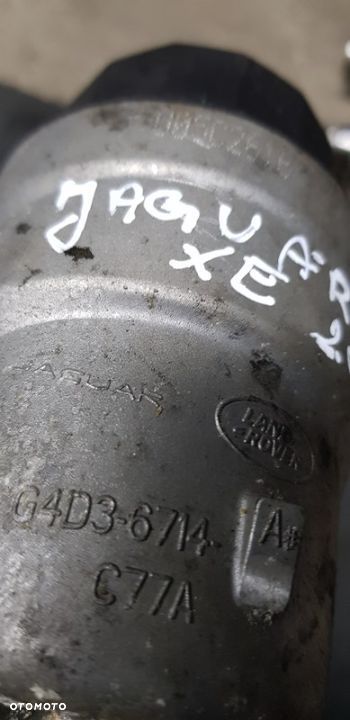 JAGUAR
XE
JAGUAR
LAND
ROVER
G4D3-6714-
C77A
A
OTOMOTO